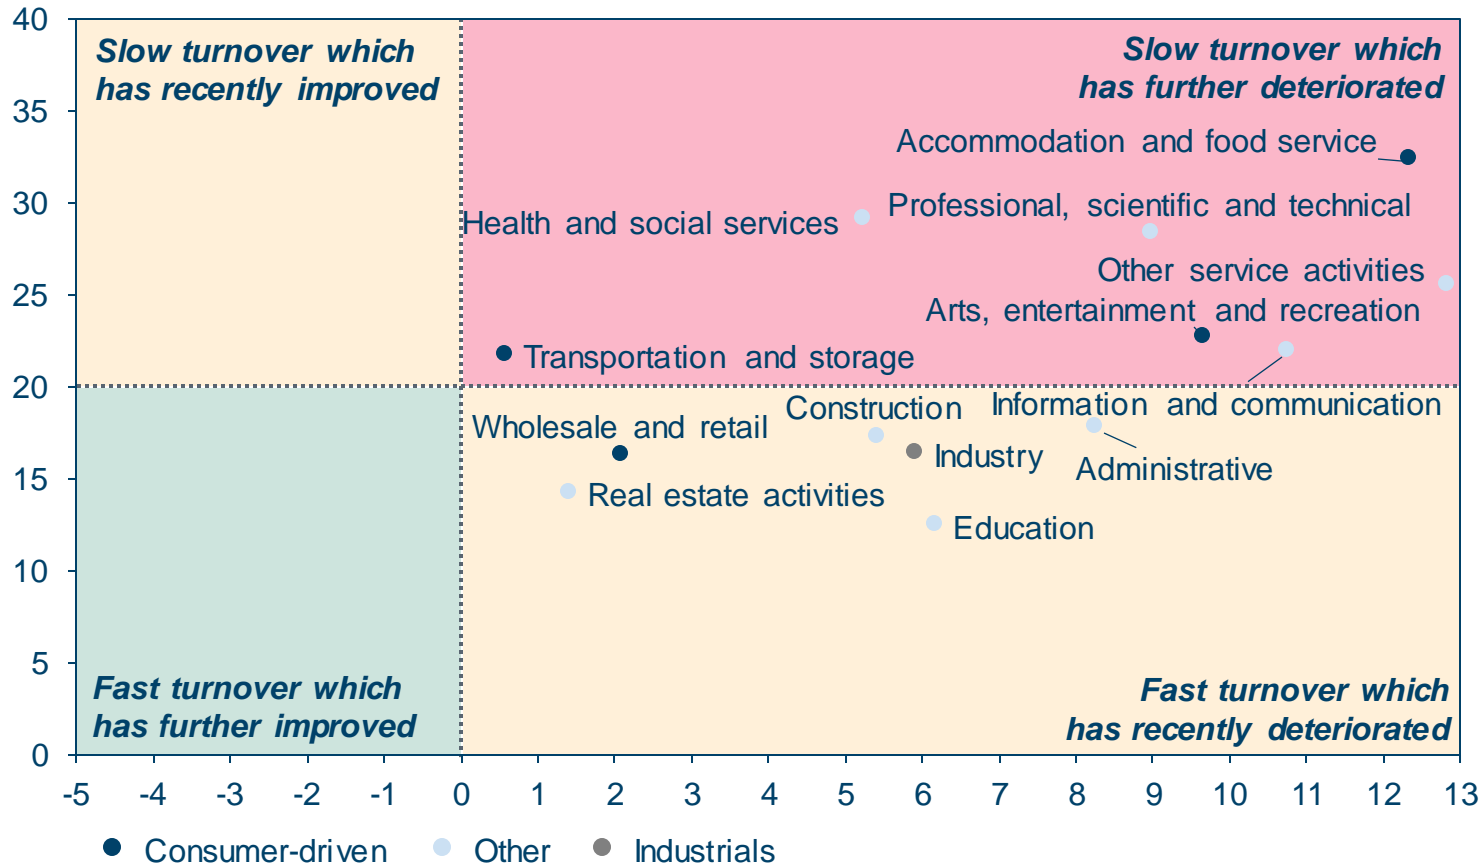 40
35
30
25
20
15
10
5
0
Slow turnover which
has recently improved
Slow turnover which
has further deteriorated
Accommodation and food service
Professional, scientific and technical
Health and social services
Other service activities
Arts, entertainment and recreation
Transportation and storage
Construction
Information and communication
Wholesale and retail
Industry
Administrative
Real estate activities
Education
Fast turnover which
has further improved
Fast turnover which
has recently deteriorated
-5 -4 -3 -2 -1 0 1 2 3 4 5 6 7 8 9 10 11 12 13
Consumer-driven Other Industrials